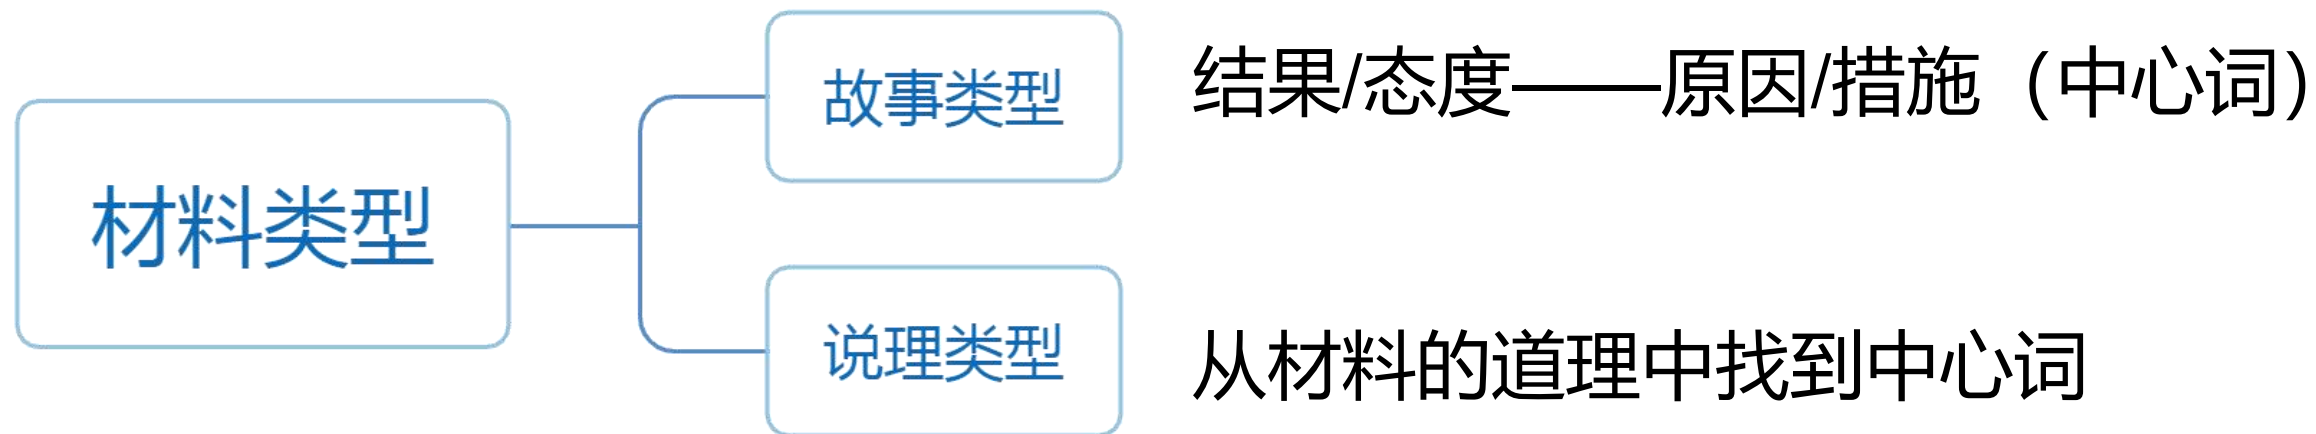 材料类型
故事类型
结果/态度——原因/措施（中心词）
说理类型
从材料的道理中找到中心词